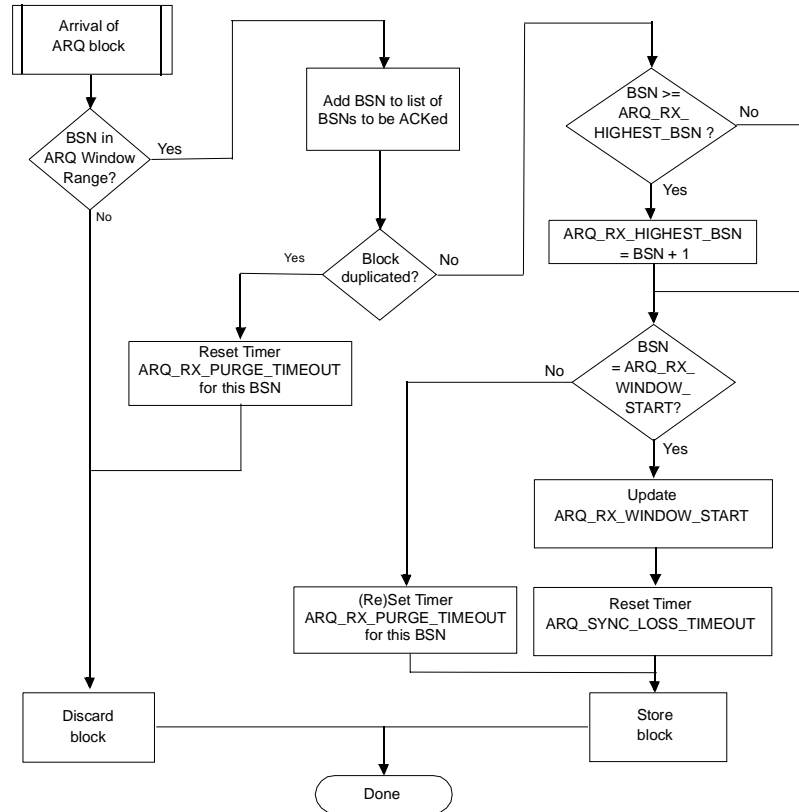 Arrival of
ARQ block
BSN in
ARQ Window
Range?
Yes
No
Add BSN to list of
BSNs to be ACKed
Block
duplicated?
Yes
No
Reset Timer
ARQ_RX_PURGE_TIMEOUT
for this BSN
BSN >=
ARQ_RX_
HIGHEST_BSN ?
No
Yes
ARQ_RX_HIGHEST_BSN
= BSN + 1
BSN
= ARQ_RX_
WINDOW_
START?
No
Yes
Update
ARQ_RX_WINDOW_START
(Re)Set Timer
ARQ_RX_PURGE_TIMEOUT
for this BSN
Reset Timer
ARQ_SYNC_LOSS_TIMEOUT
Discard
block
Store
block
Done